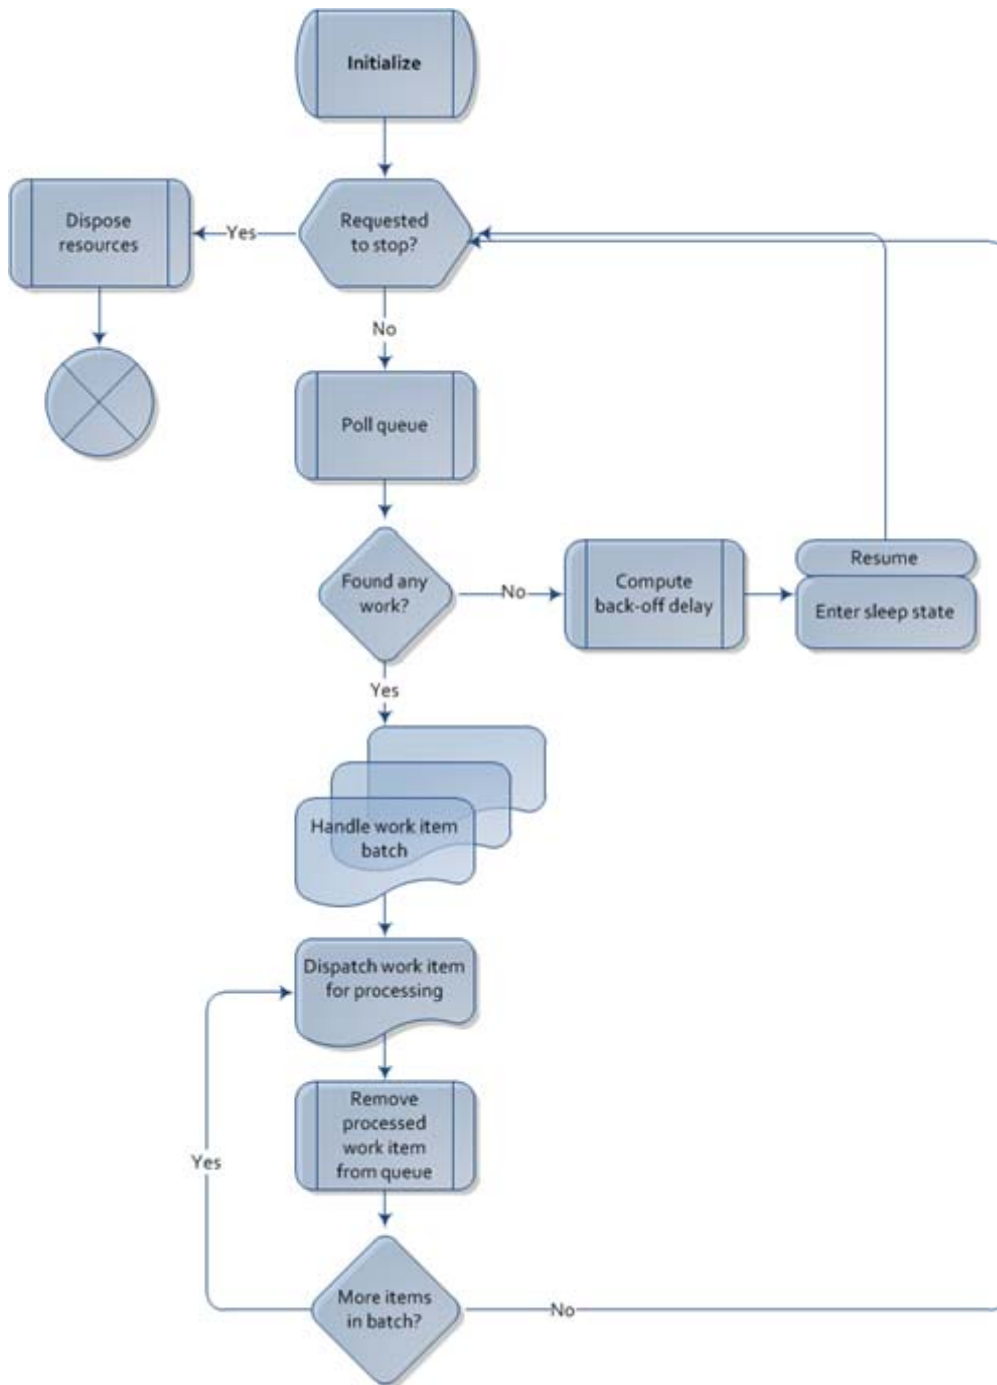 Initialize
Dispose
resources
Yes
Requested
to stop?
No
Poll queue
Found any
work?
No
Compute
back-off delay
Resume
Enter sleep state
Yes
Handle work item
batch
Dispatch work item
for processing
Remove
processed
work item
from queue
Yes
More items
in batch?
No